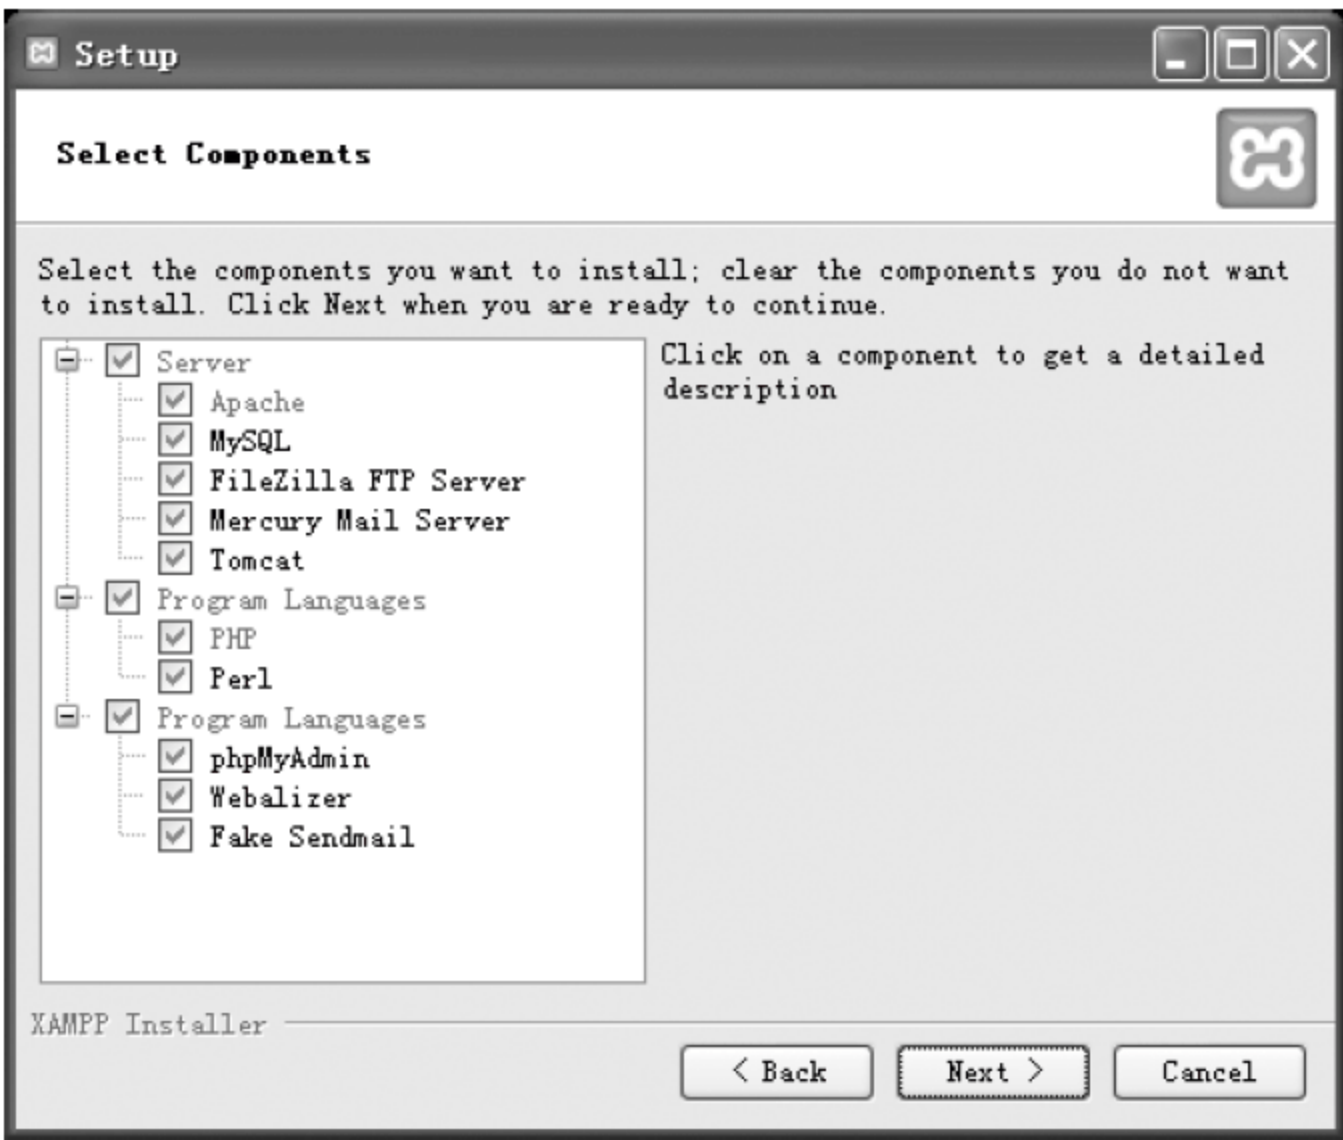 Setup
Select Components
Select the components you want to install; clear the components you do not want
to install. Click Next when you are ready to continue.
Server
Apache
MySQL
FileZilla FTP Server
Mercury Mail Server
Tomcat
Program Languages
PHP
Perl
Program Languages
phpMyAdmin
Webalizer
Fake Sendmail
Click on a component to get a detailed
description
XAMPP Installer
< Back
Next >
Cancel